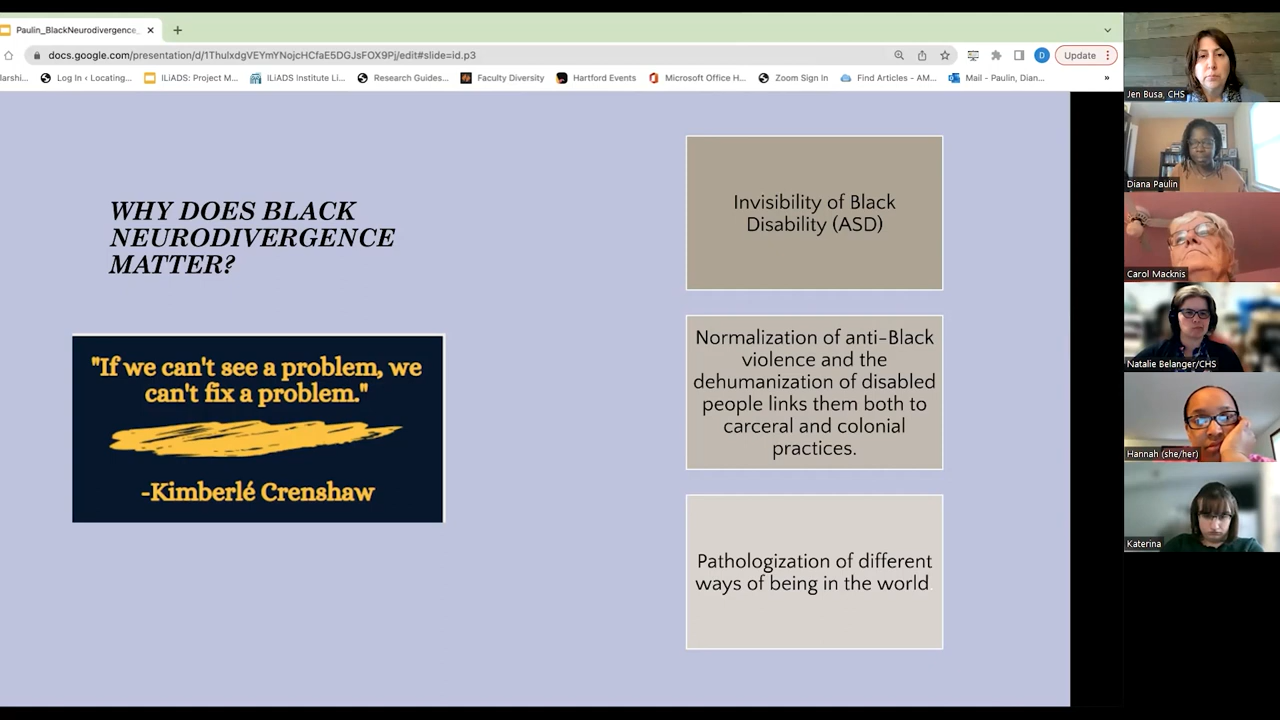 Paulin_BlackNeurodivergence_
docs.google.com/presentation/d/1ThulxdgVEYmYNojcHCfaE5DGJsFOX9Pj/edit#slide=id.p3
Update
D
larshi...
Log In ‹ Locating...
ILiADS: Project M...
ILiADS Institute Li...
Research Guides...
Faculty Diversity
Hartford Events
Microsoft Office H...
Zoom Sign In
Find Articles - AM...
Mail - Paulin, Dian...
»
WHY DOES BLACK
NEURODIVERGENCE
MATTER?
"If we can't see a problem, we
can't fix a problem."
-Kimberlé Crenshaw
Invisibility of Black
Disability (ASD)
Normalization of anti-Black
violence and the
dehumanization of disabled
people links them both to
carceral and colonial
practices.
Pathologization of different
ways of being in the world.
Jen Busa, CHS
Diana Paulin
Carol Macknis
Natalie Belanger/CHS
Hannah (she/her)
Katerina